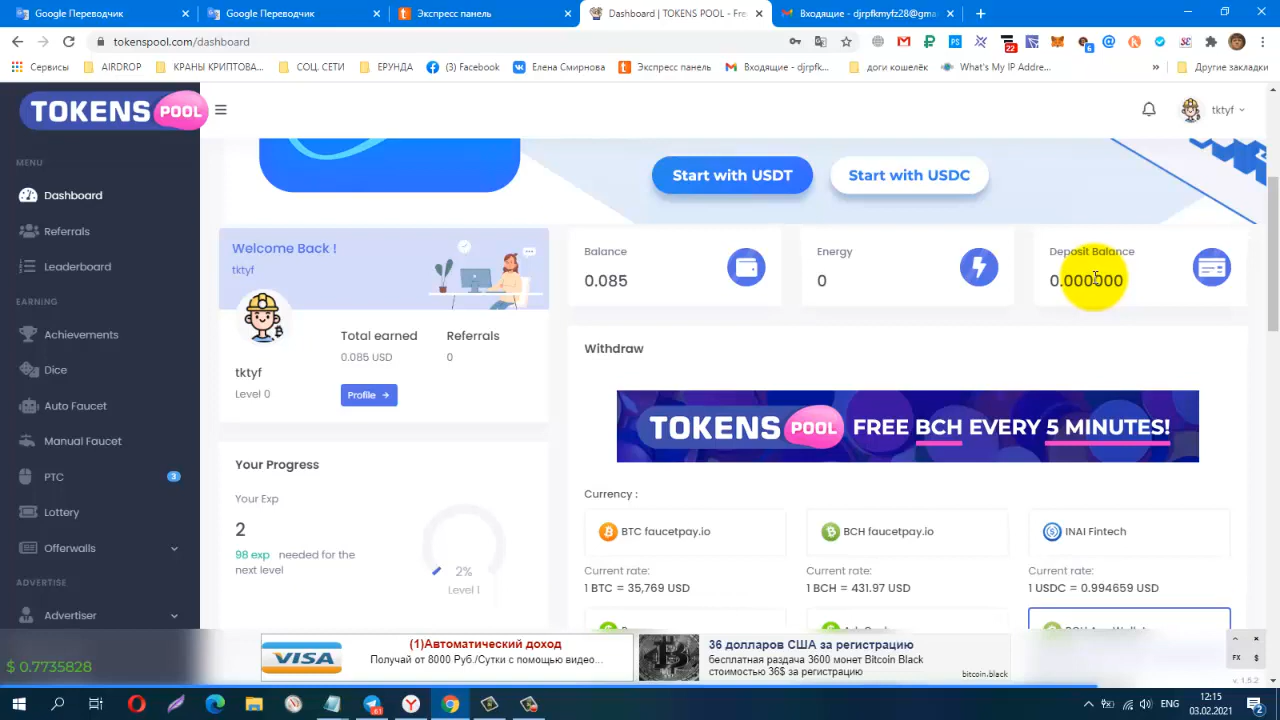 Google Переводчик
Google Переводчик
Экспресс панель
Dashboard | TOKENS POOL - Fre
Входящие - djrpfkmyfz28@gma
tokenspool.com/dashboard
22
6
Сервисы
AIRDROP
КРАНЫ КРИПТОВА...
СОЦ. СЕТИ
ЕРУНДА
(3) Facebook
Елена Смирнова
Экспресс панель
Входящие - djrpfk...
доги кошелёк
What's My IP Addre...
»
Другие закладки
TOKENS POOL
tktyf
MENU
Dashboard
Referrals
Leaderboard
EARNING
Achievements
Dice
Auto Faucet
Manual Faucet
PTC 3
Lottery
Offerwalls
ADVERTISE
Advertiser
$ 0.7735828
Start with USDT
Start with USDC
Welcome Back !
tktyf
Total earned
Referrals
0.085 USD
0
tktyf
Level 0
Profile →
Balance
0.085
Energy
0
Deposit Balance
0.000000
Your Progress
Your Exp
2
98 exp needed for the
next level
2%
Level 1
Withdraw
TOKENS POOL FREE BCH EVERY 5 MINUTES!
Currency :
BTC faucetpay.io
BCH faucetpay.io
INAI Fintech
Current rate:
Current rate:
Current rate:
1 BTC = 35,769 USD
1 BCH = 431.97 USD
1 USDC = 0.994659 USD
VISA
(1)Автоматический доход
Получай от 8000 Руб./Сутки с помощью видео...
36 долларов США за регистрацию
бесплатная раздача 3600 монет Bitcoin Black
стоимостью 36$ за регистрацию
bitcoin.black
FX $
v. 1.5.2
ENG
12:15
03.02.2021
2